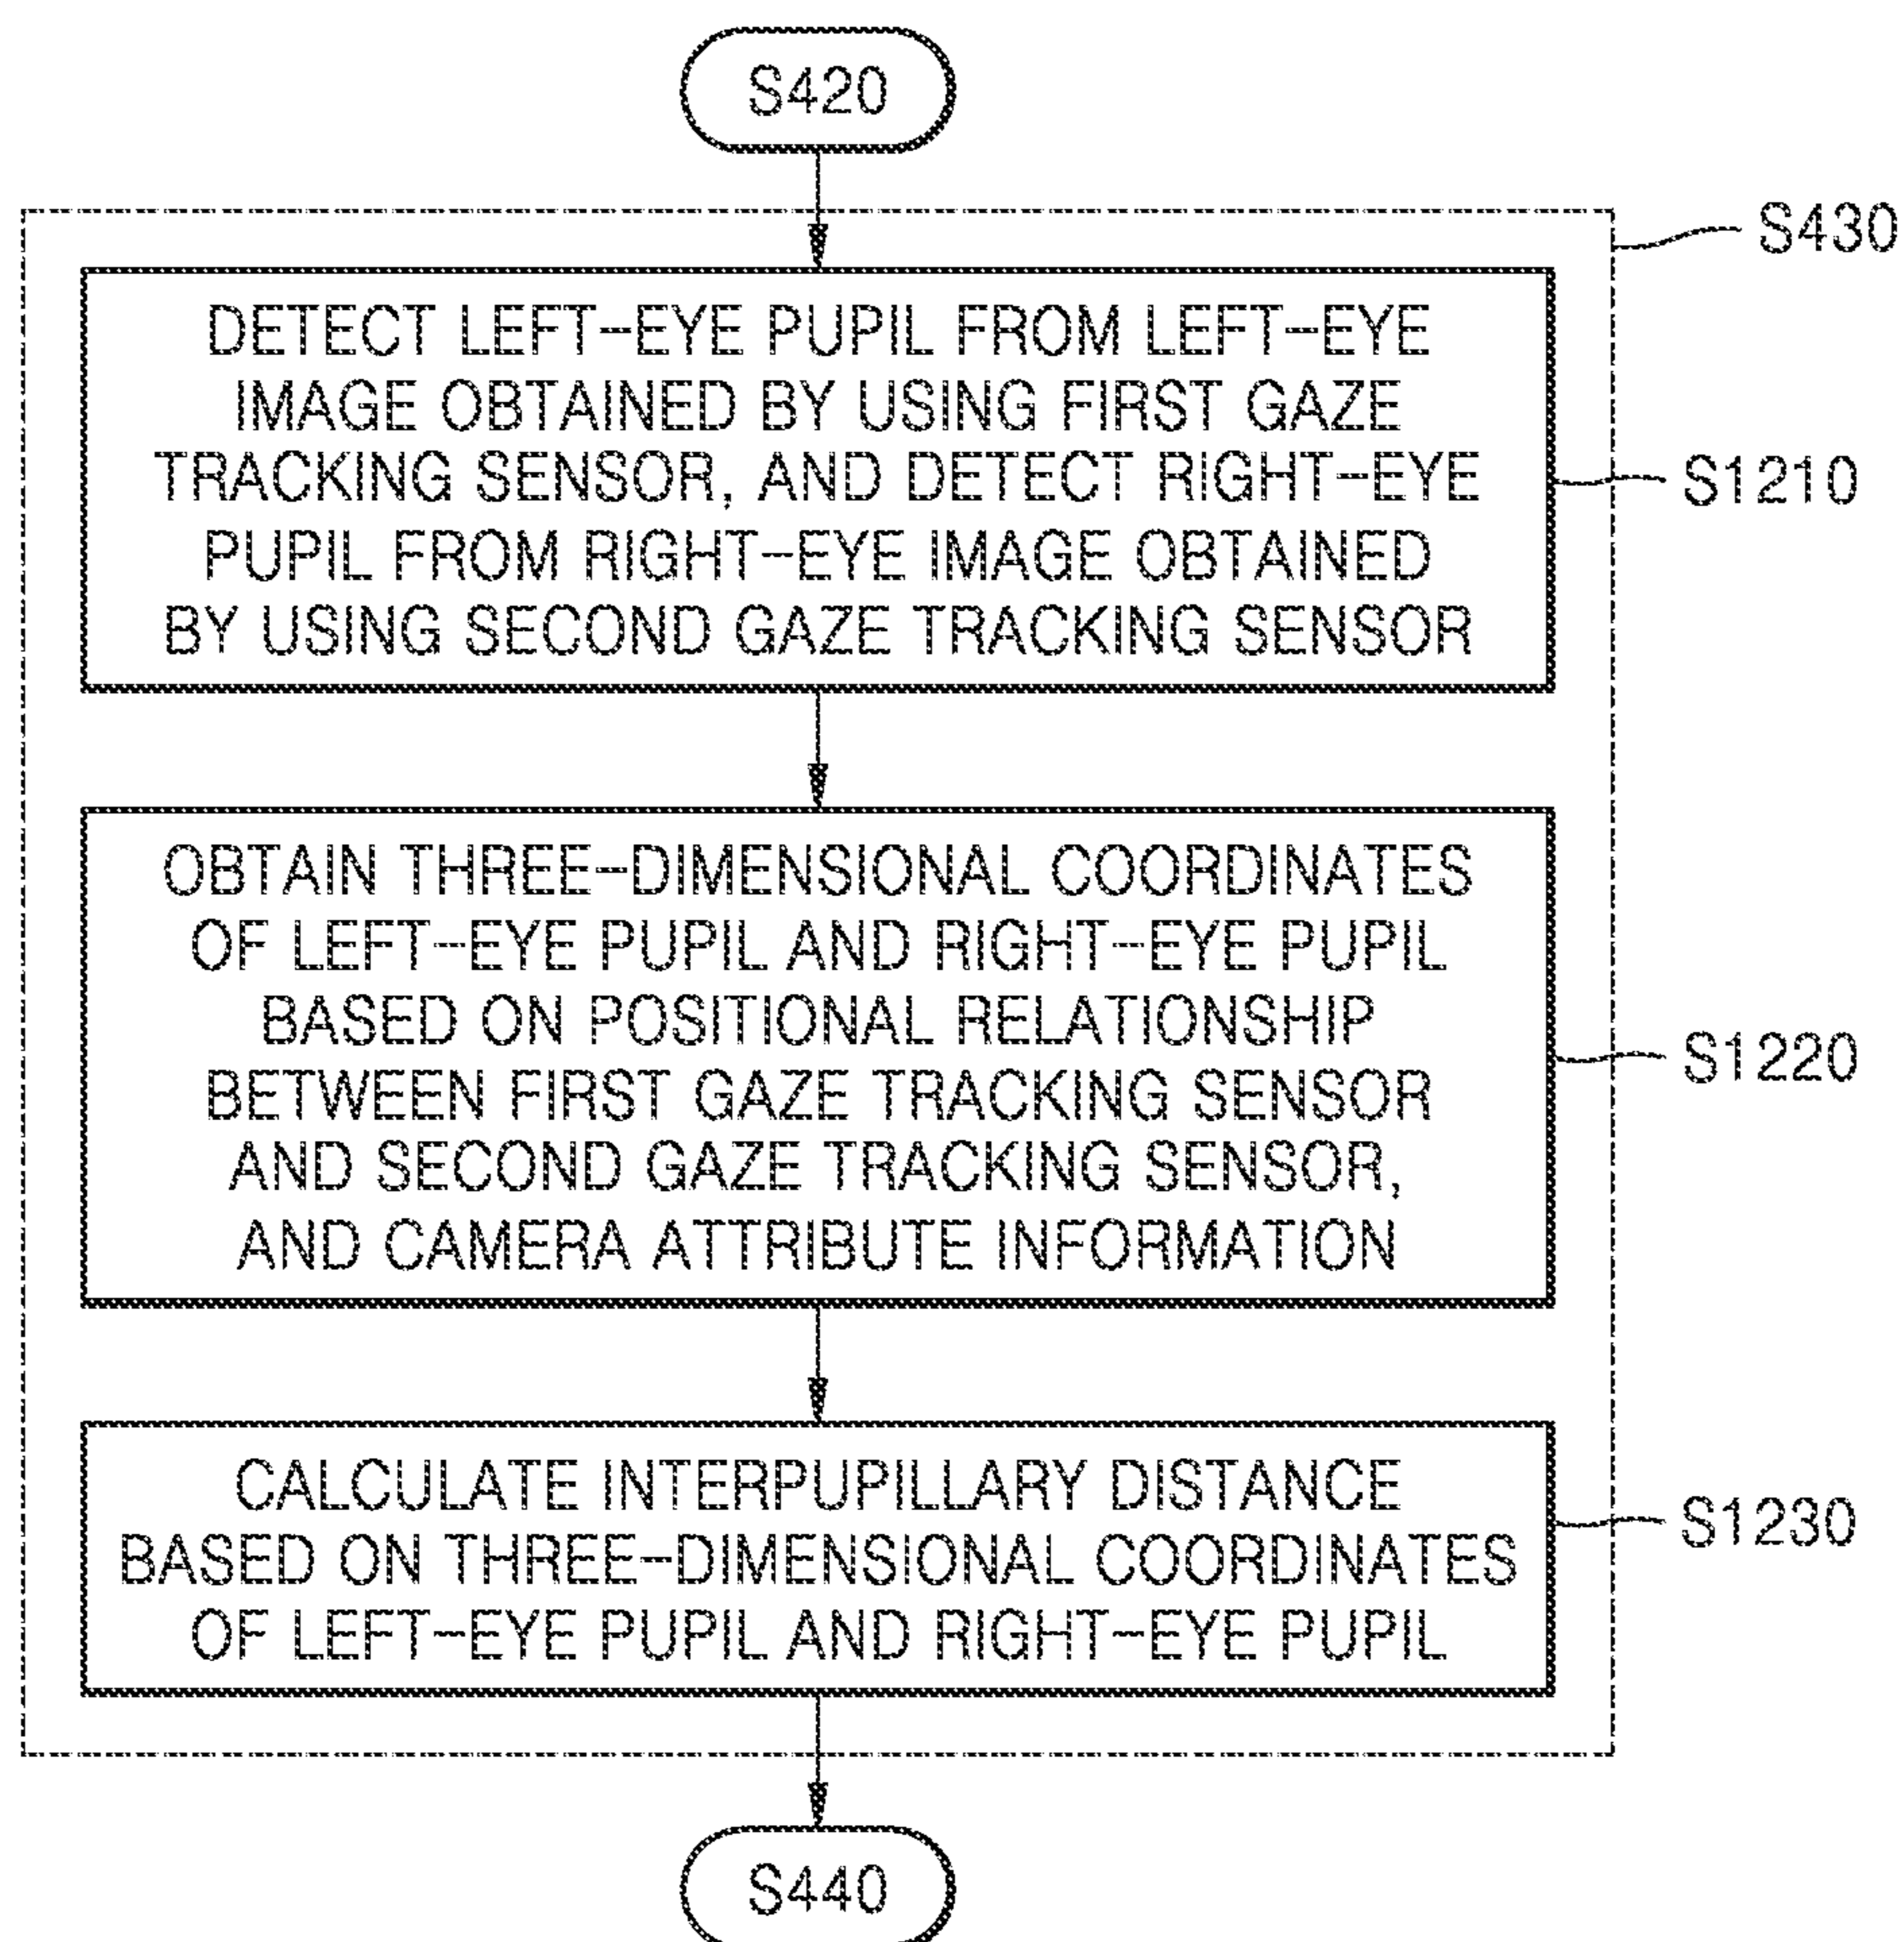 S420
S430
DETECT LEFT-EYE PUPIL FROM LEFT-EYE
IMAGE OBTAINED BY USING FIRST GAZE
TRACKING SENSOR, AND DETECT RIGHT-EYE
PUPIL FROM RIGHT-EYE IMAGE OBTAINED
BY USING SECOND GAZE TRACKING SENSOR
S1210
OBTAIN THREE-DIMENSIONAL COORDINATES
OF LEFT-EYE PUPIL AND RIGHT-EYE PUPIL
BASED ON POSITIONAL RELATIONSHIP
BETWEEN FIRST GAZE TRACKING SENSOR
AND SECOND GAZE TRACKING SENSOR,
AND CAMERA ATTRIBUTE INFORMATION
S1220
CALCULATE INTERPUPILLARY DISTANCE
BASED ON THREE-DIMENSIONAL COORDINATES
OF LEFT-EYE PUPIL AND RIGHT-EYE PUPIL
S1230
S440